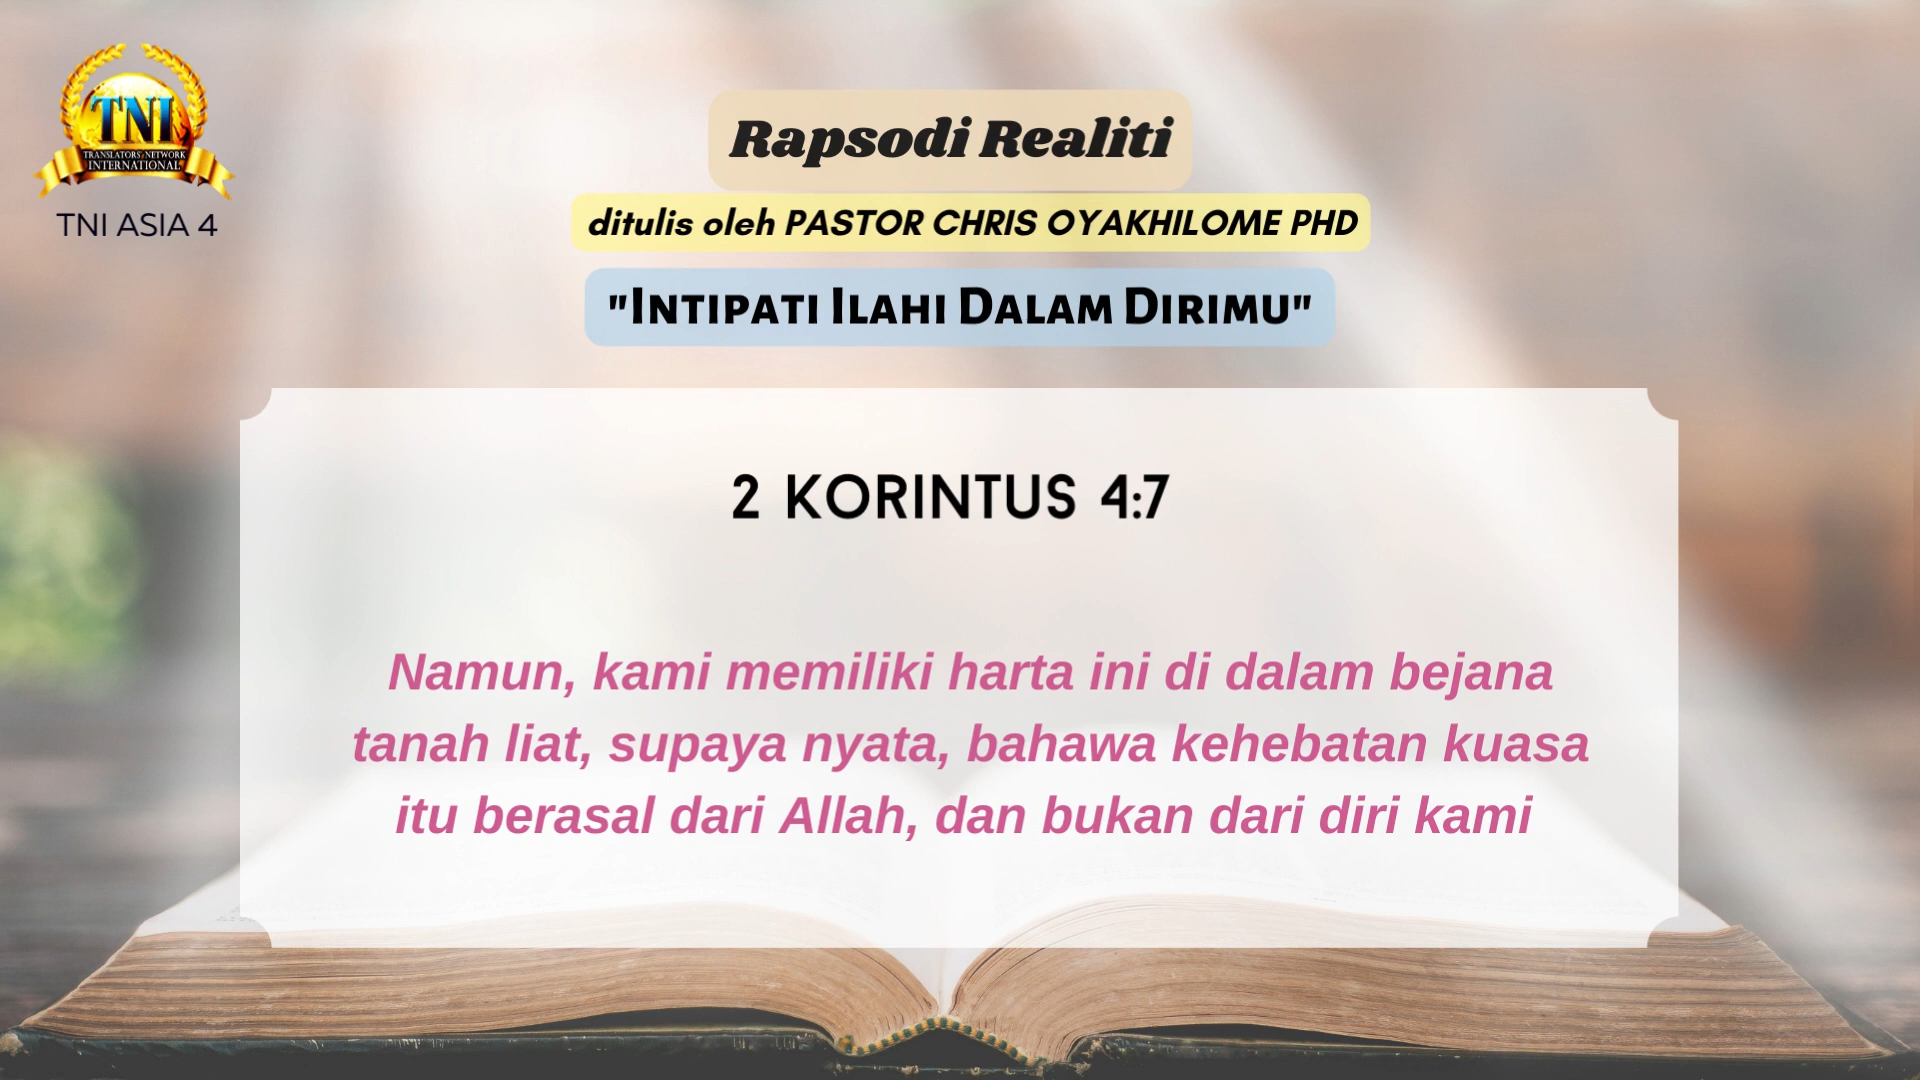 TNI
TRANSLATORS NETWORK
INTERNATIONAL
TNI ASIA 4
Rapsodi Realiti
ditulis oleh PASTOR CHRIS OYAKHILOME PHD
"Intipati Ilahi Dalam Dirimu"
2 KORINTUS 4:7
Namun, kami memiliki harta ini di dalam bejana
tanah liat, supaya nyata, bahawa kehebatan kuasa
itu berasal dari Allah, dan bukan dari diri kami